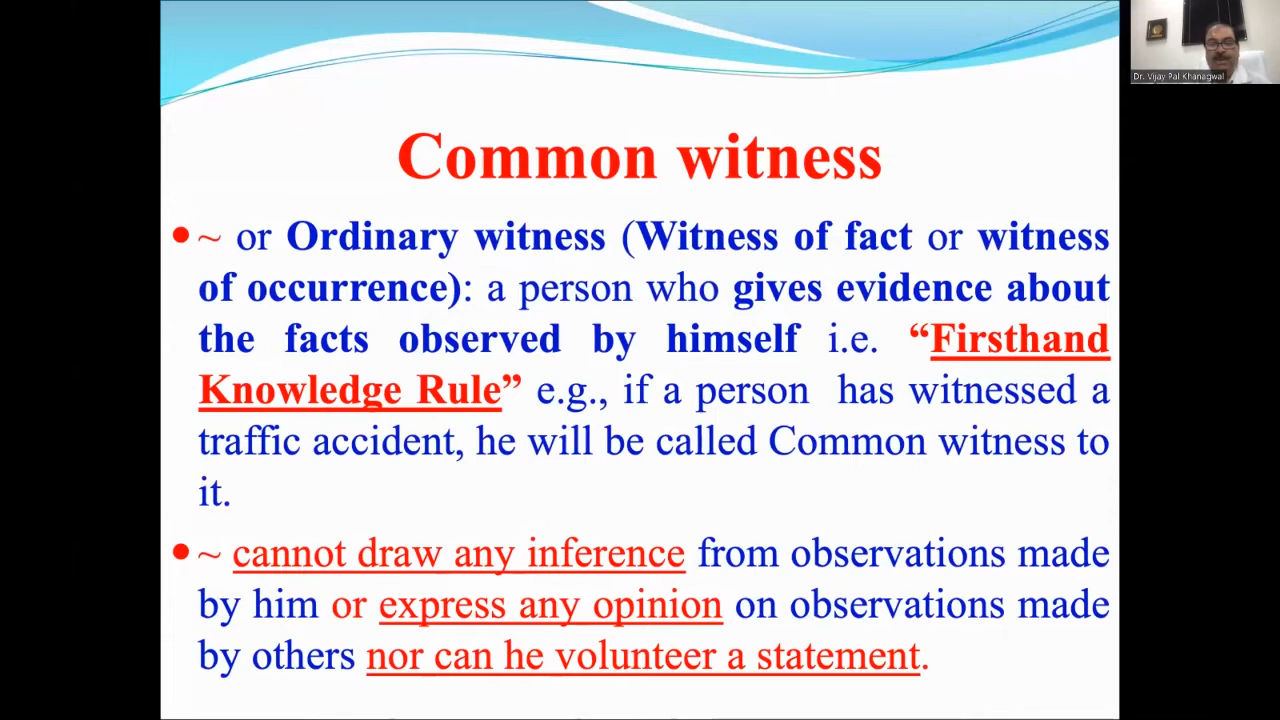 Dr. Vijay Pal Khanagwal
Common witness
• ~ or Ordinary witness (Witness of fact or witness
of occurrence): a person who gives evidence about
the facts observed by himself i.e. “Firsthand
Knowledge Rule” e.g., if a person has witnessed a
traffic accident, he will be called Common witness to
it.
• ~ cannot draw any inference from observations made
by him or express any opinion on observations made
by others nor can he volunteer a statement.